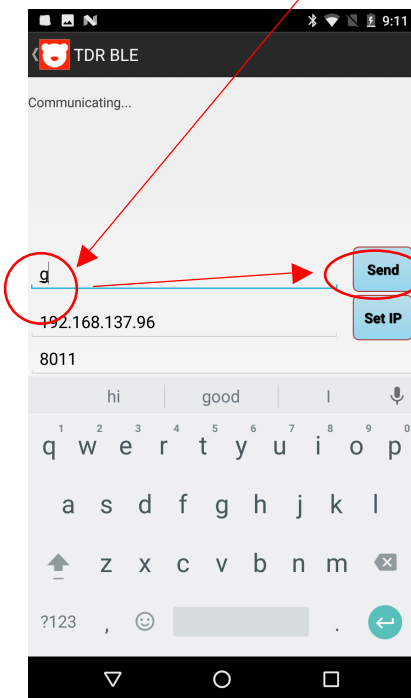 9:11
TDR BLE
Communicating...
g
Send
192.168.137.96
Set IP
8011
hi good I
1 2 3 4 5 6 7 8 9 0
q w e r t y u i o p
a s d f g h j k l
z x c v b n m
?123 , .